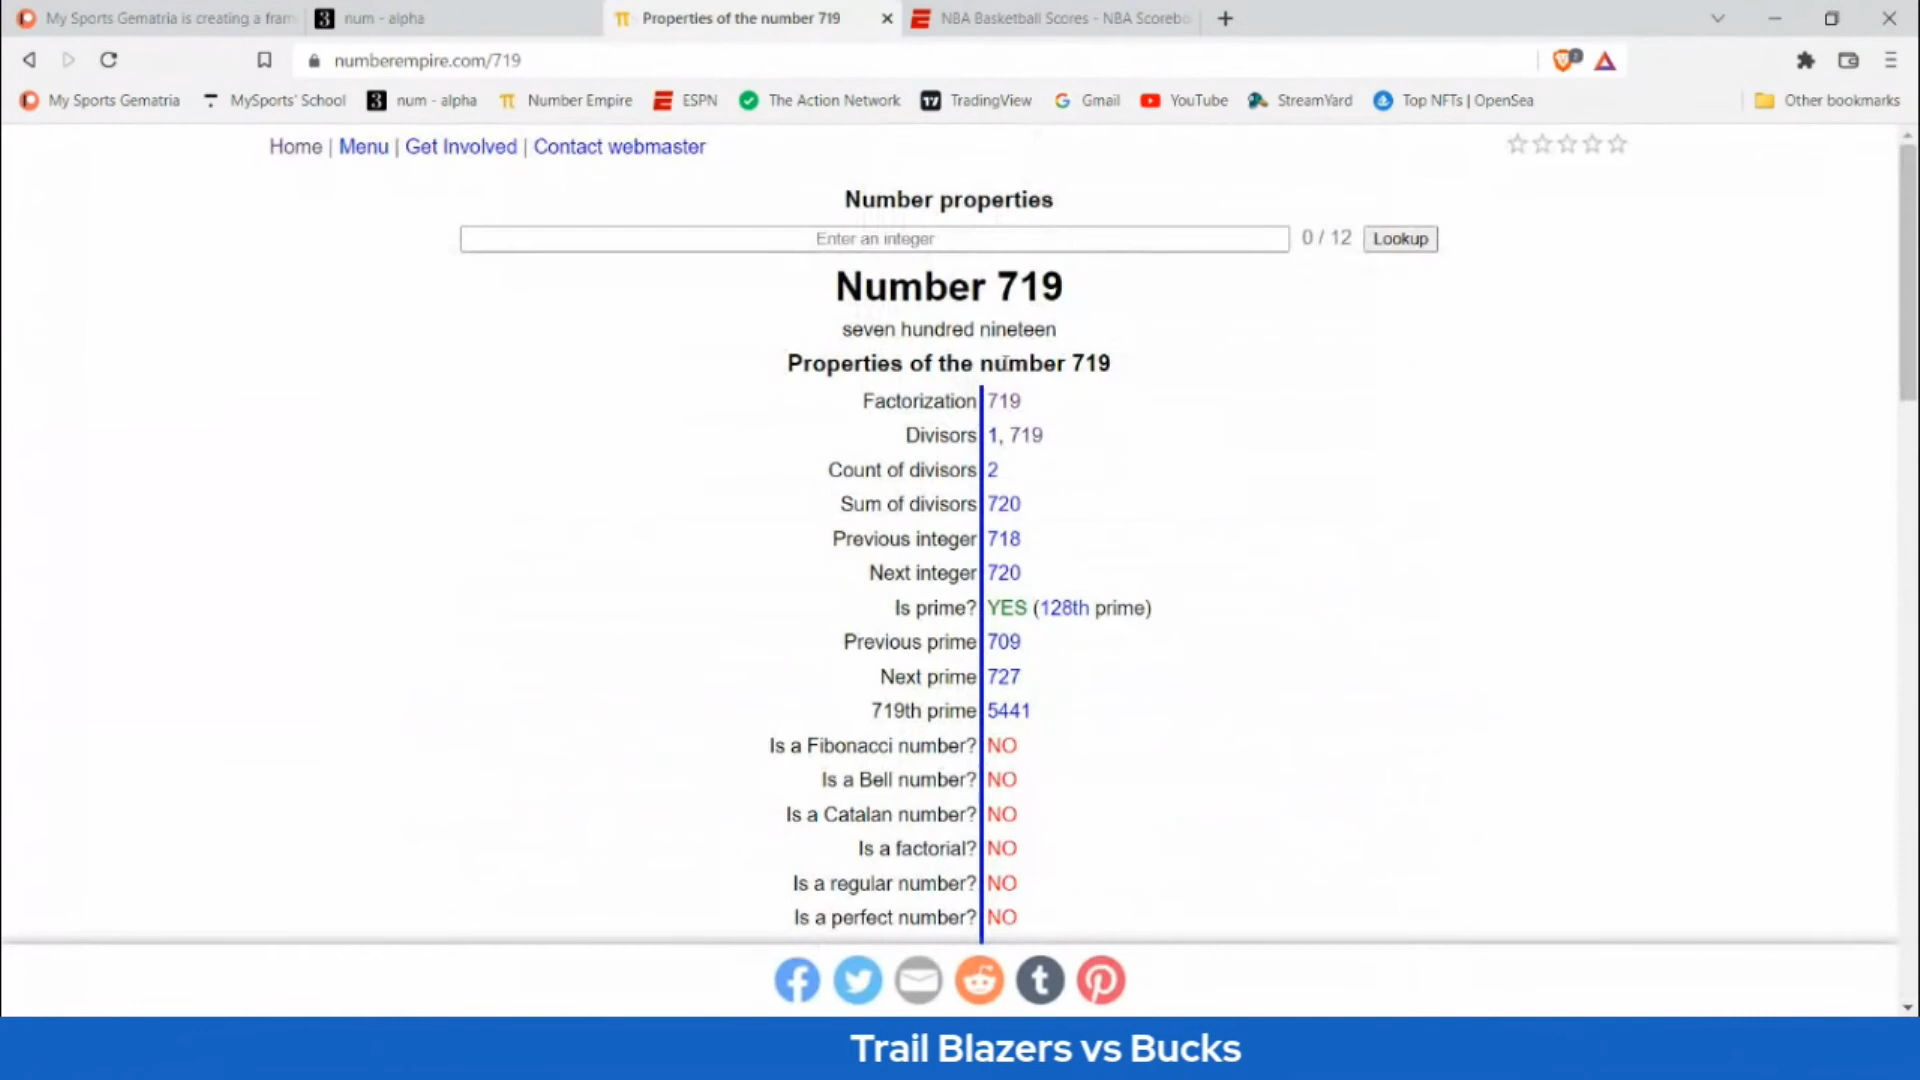 My Sports Gematria is creating a fram
num - alpha
Properties of the number 719
NBA Basketball Scores - NBA Scorebo
numberempire.com/719
My Sports Gematria
MySports' School
num - alpha
Number Empire
ESPN
The Action Network
TradingView
Gmail
YouTube
StreamYard
Top NFTs | OpenSea
Other bookmarks
Home | Menu | Get Involved | Contact webmaster
Number properties
Enter an integer 0 / 12 Lookup
Number 719
seven hundred nineteen
Properties of the number 719
Factorization 719
Divisors 1, 719
Count of divisors 2
Sum of divisors 720
Previous integer 718
Next integer 720
Is prime? YES (128th prime)
Previous prime 709
Next prime 727
719th prime 5441
Is a Fibonacci number? NO
Is a Bell number? NO
Is a Catalan number? NO
Is a factorial? NO
Is a regular number? NO
Is a perfect number? NO
Trail Blazers vs Bucks